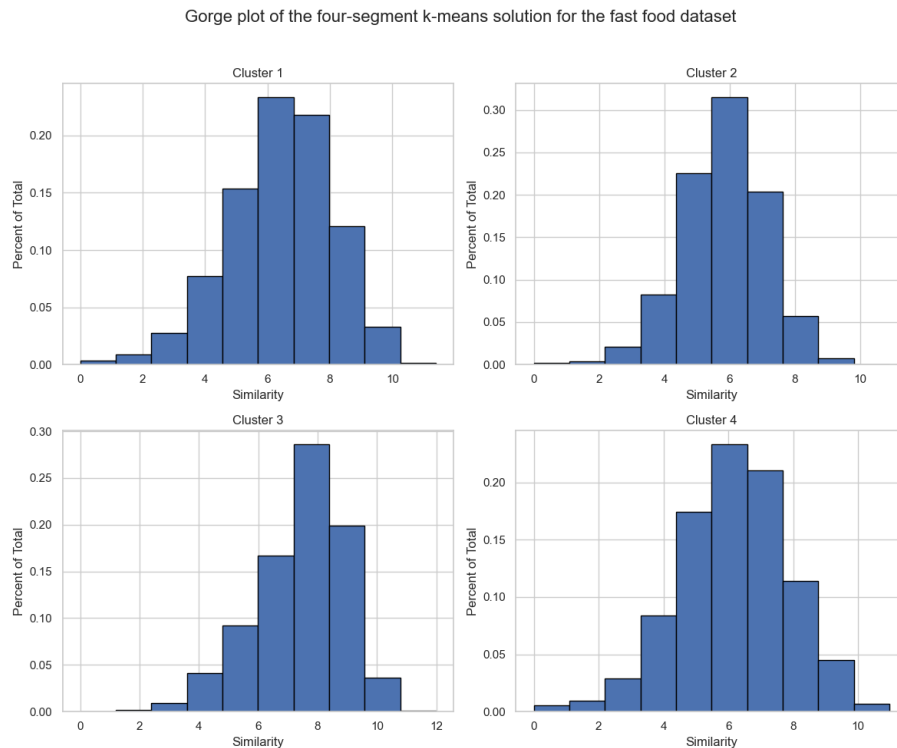 Gorge plot of the four-segment k-means solution for the fast food dataset
Cluster 1
Percent of Total
0.20
0.15
0.10
0.05
0.00
0 2 4 6 8 10
Similarity
Cluster 2
Percent of Total
0.30
0.25
0.20
0.15
0.10
0.05
0.00
0 2 4 6 8 10
Similarity
Cluster 3
Percent of Total
0.30
0.25
0.20
0.15
0.10
0.05
0.00
0 2 4 6 8 10 12
Similarity
Cluster 4
Percent of Total
0.20
0.15
0.10
0.05
0.00
0 2 4 6 8 10
Similarity